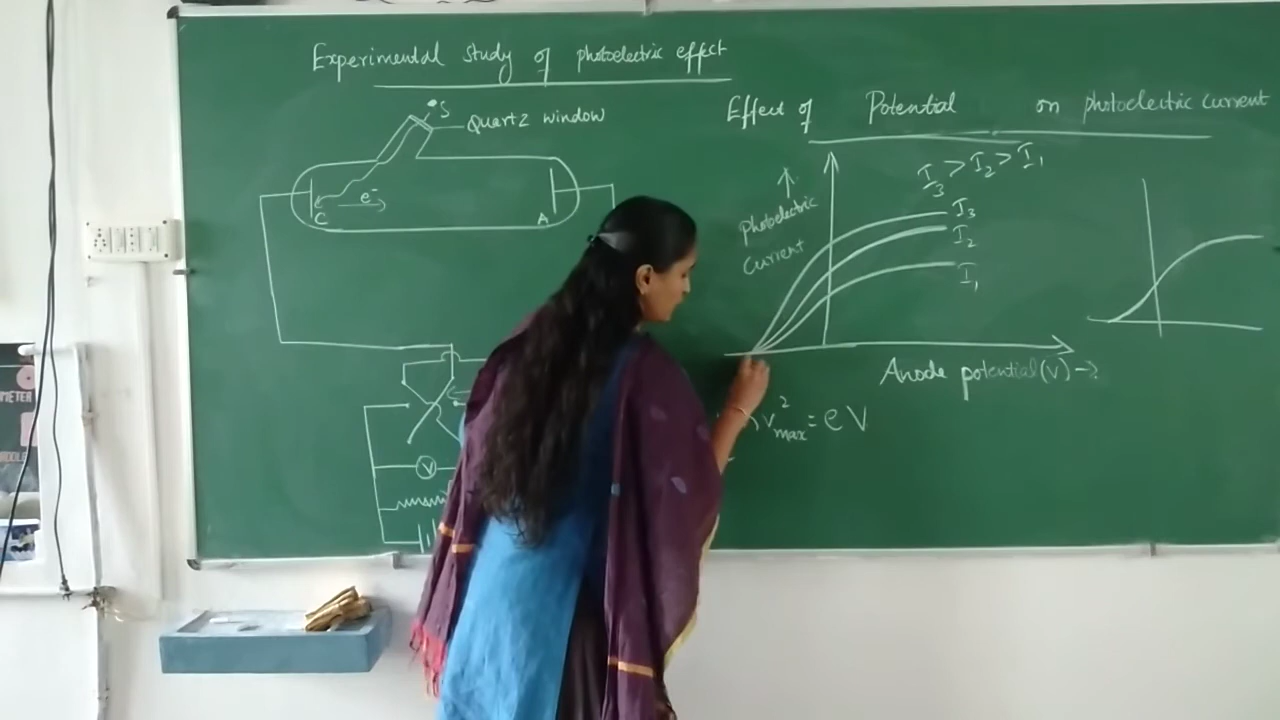 Experimental study of photoelectric effect
S
Quartz window
C
e-
A
V
Effect of Potential on photoelectric current
I3 > I2 > I1
Photoelectric
Current
I3
I2
I1
Anode potential (V) →
v²max = eV